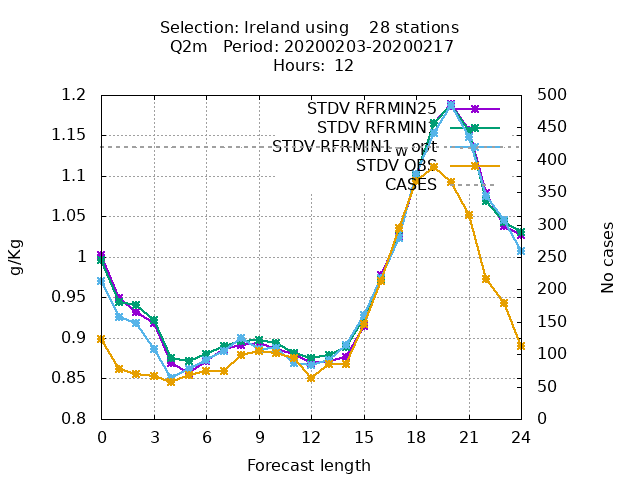 Selection: Ireland using 28 stations
Q2m Period: 20200203-20200217
Hours: 12
STDV RFRMIN25
STDV RFRMIN1
STDV RFRMIN1_w opt
STDV OBS
CASES
1.2
1.15
1.1
1.05
1
0.95
0.9
0.85
0.8
g/Kg
500
450
400
350
300
250
200
150
100
50
0
No cases
0 3 6 9 12 15 18 21 24
Forecast length